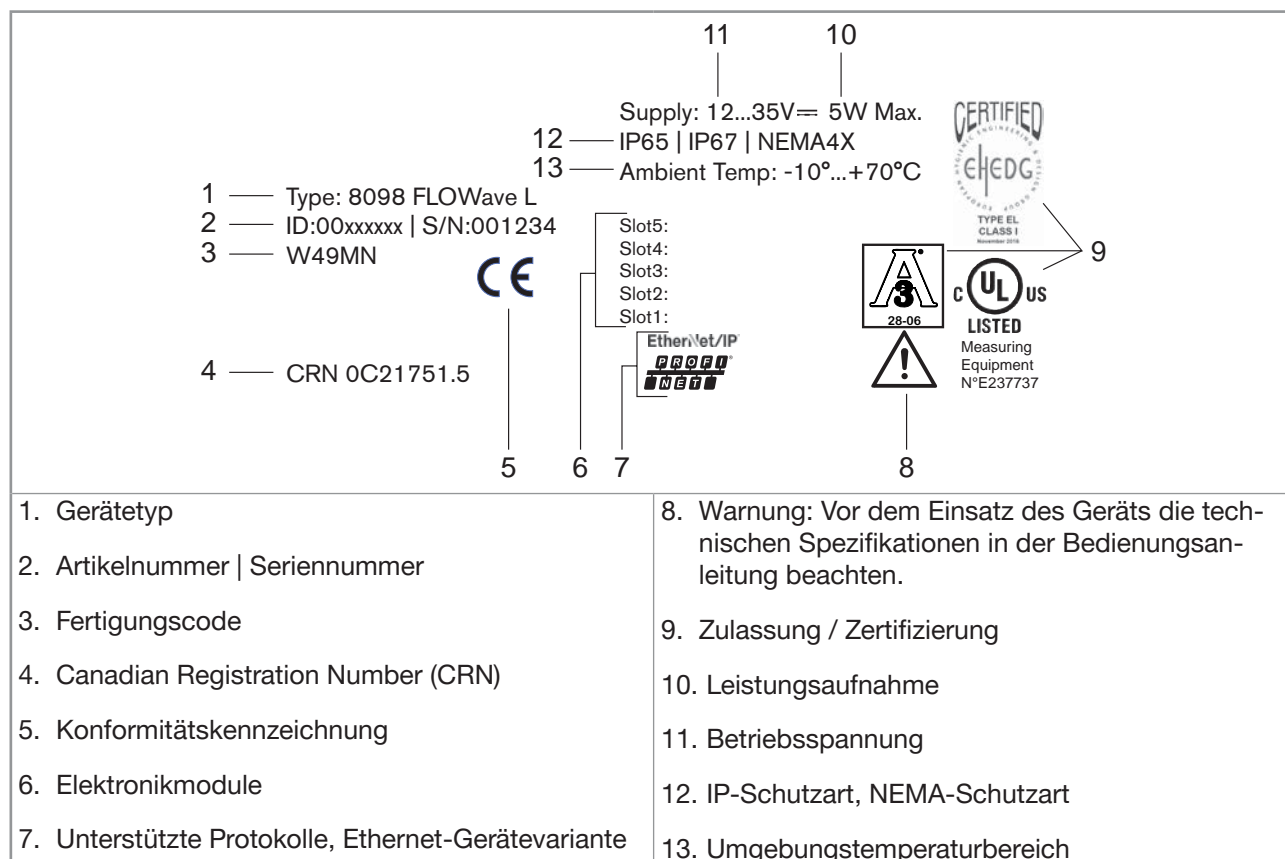 11 10
Supply: 12...35V⎓ 5W Max.
12 IP65 | IP67 | NEMA4X
13 Ambient Temp: -10°...+70°C
CERTIFIED
EHEDG
TYPE EL
CLASS I
November 2016
1 Type: 8098 FLOWave L
2 ID:00xxxxxx | S/N:001234
3 W49MN
CE
4 CRN 0C21751.5
Slot5:
Slot4:
Slot3:
Slot2:
Slot1:
EtherNet/IP
PROFI
NET
A
3
28-06
C UL US
LISTED
Measuring
Equipment
N°E237737
9
5 6 7 8
1. Gerätetyp
2. Artikelnummer | Seriennummer
3. Fertigungscode
4. Canadian Registration Number (CRN)
5. Konformitätskennzeichnung
6. Elektronikmodule
7. Unterstützte Protokolle, Ethernet-Gerätevariante
8. Warnung: Vor dem Einsatz des Geräts die tech-
nischen Spezifikationen in der Bedienungsan-
leitung beachten.
9. Zulassung / Zertifizierung
10. Leistungsaufnahme
11. Betriebsspannung
12. IP-Schutzart, NEMA-Schutzart
13. Umgebungstemperaturbereich